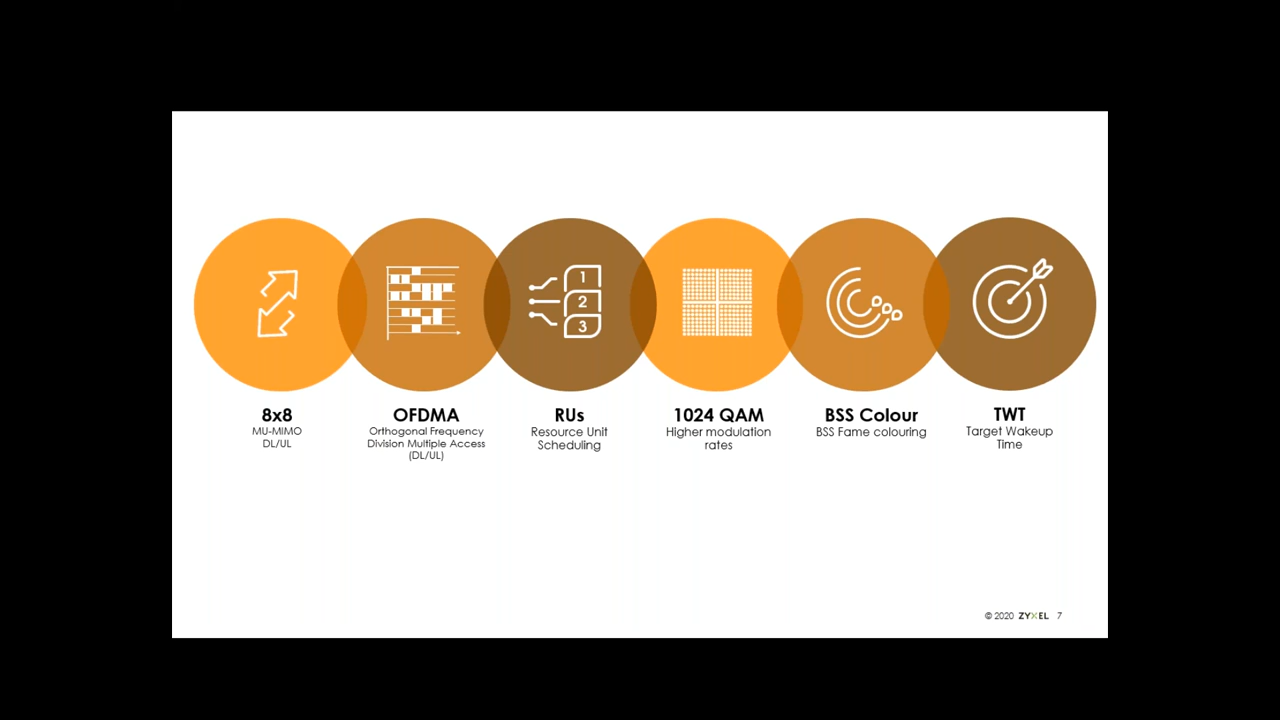 1
2
3
8x8
MU-MIMO
DL/UL
OFDMA
Orthogonal Frequency
Division Multiple Access
(DL/UL)
RUs
Resource Unit
Scheduling
1024 QAM
Higher modulation
rates
BSS Colour
BSS Fame colouring
TWT
Target Wakeup
Time
© 2020 ZYXEL 7